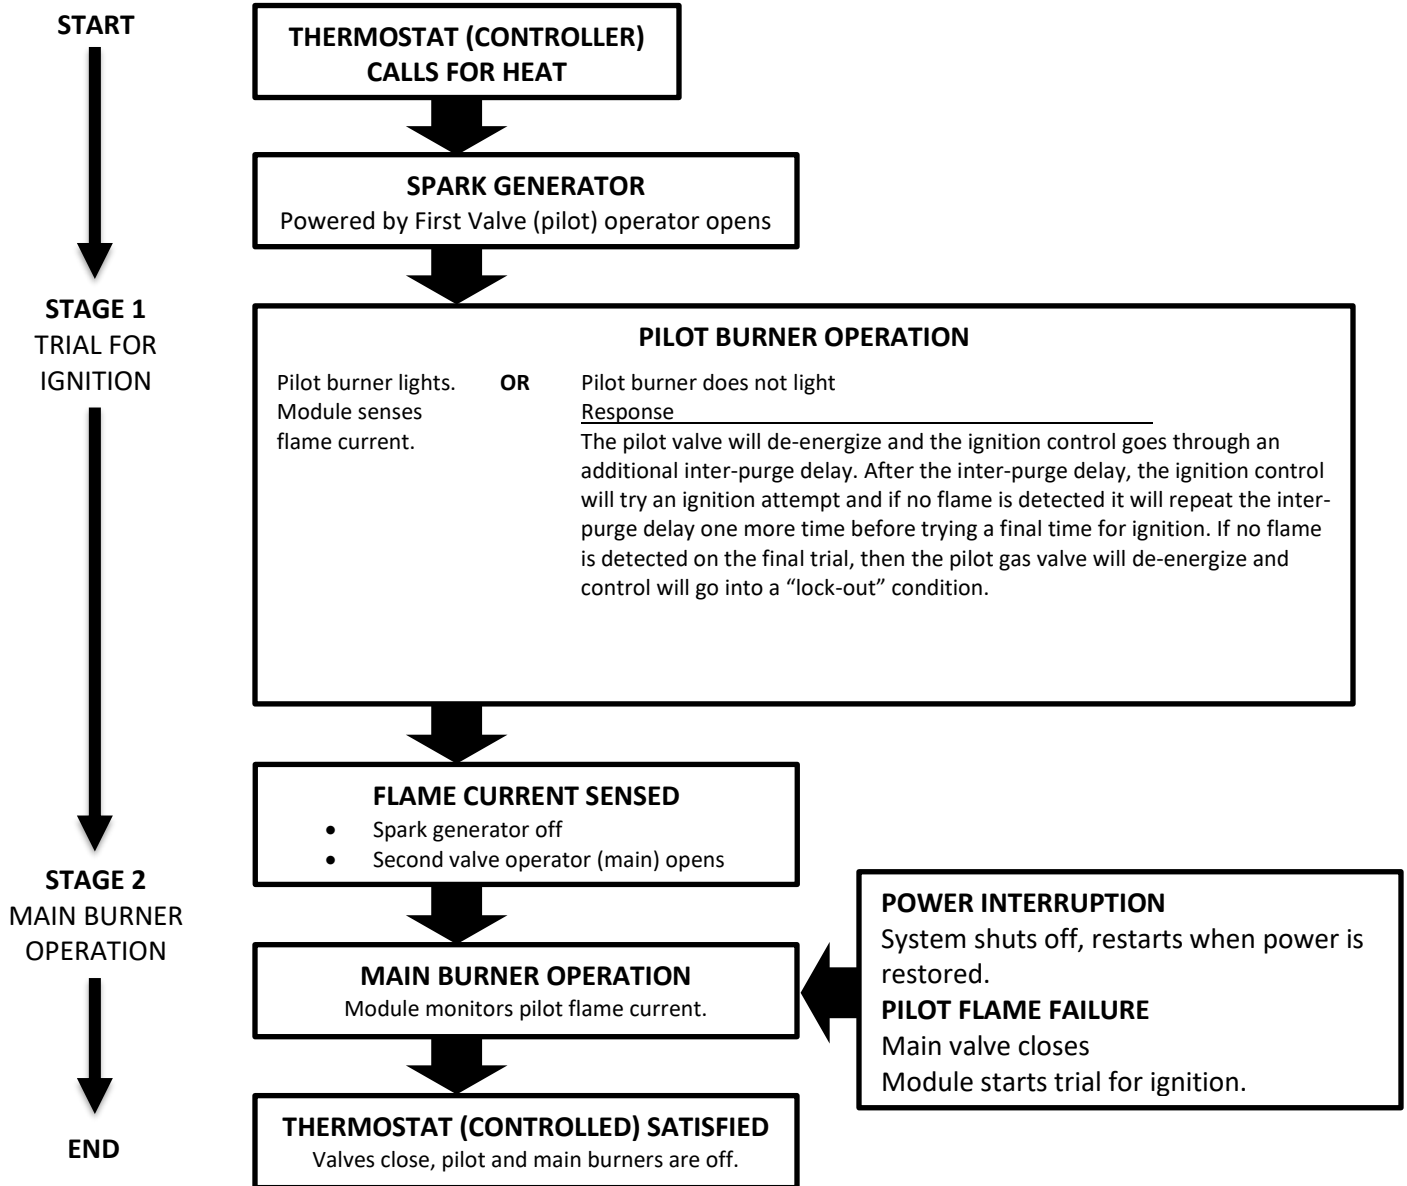 START
THERMOSTAT (CONTROLLER)
CALLS FOR HEAT
SPARK GENERATOR
Powered by First Valve (pilot) operator opens
STAGE 1
TRIAL FOR
IGNITION
PILOT BURNER OPERATION
Pilot burner lights. OR Pilot burner does not light
Module senses Response
flame current. The pilot valve will de-energize and the ignition control goes through an
additional inter-purge delay. After the inter-purge delay, the ignition control
will try an ignition attempt and if no flame is detected it will repeat the inter-
purge delay one more time before trying a final time for ignition. If no flame
is detected on the final trial, then the pilot gas valve will de-energize and
control will go into a “lock-out” condition.
FLAME CURRENT SENSED
• Spark generator off
• Second valve operator (main) opens
STAGE 2
MAIN BURNER
OPERATION
MAIN BURNER OPERATION
Module monitors pilot flame current.
POWER INTERRUPTION
System shuts off, restarts when power is
restored.
PILOT FLAME FAILURE
Main valve closes
Module starts trial for ignition.
END
THERMOSTAT (CONTROLLED) SATISFIED
Valves close, pilot and main burners are off.